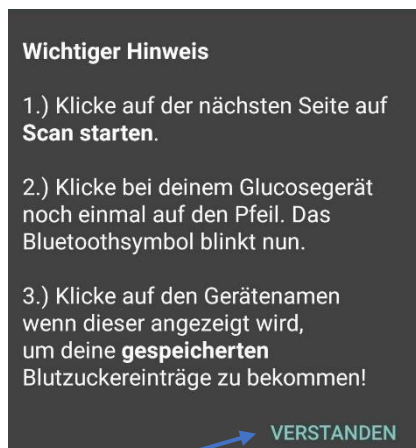 Wichtiger Hinweis
1.) Klicke auf der nächsten Seite auf
Scan starten.
2.) Klicke bei deinem Glucosegerät
noch einmal auf den Pfeil. Das
Bluetoothsymbol blinkt nun.
3.) Klicke auf den Gerätenamen
wenn dieser angezeigt wird,
um deine gespeicherten
Blutzuckereinträge zu bekommen!
VERSTANDEN